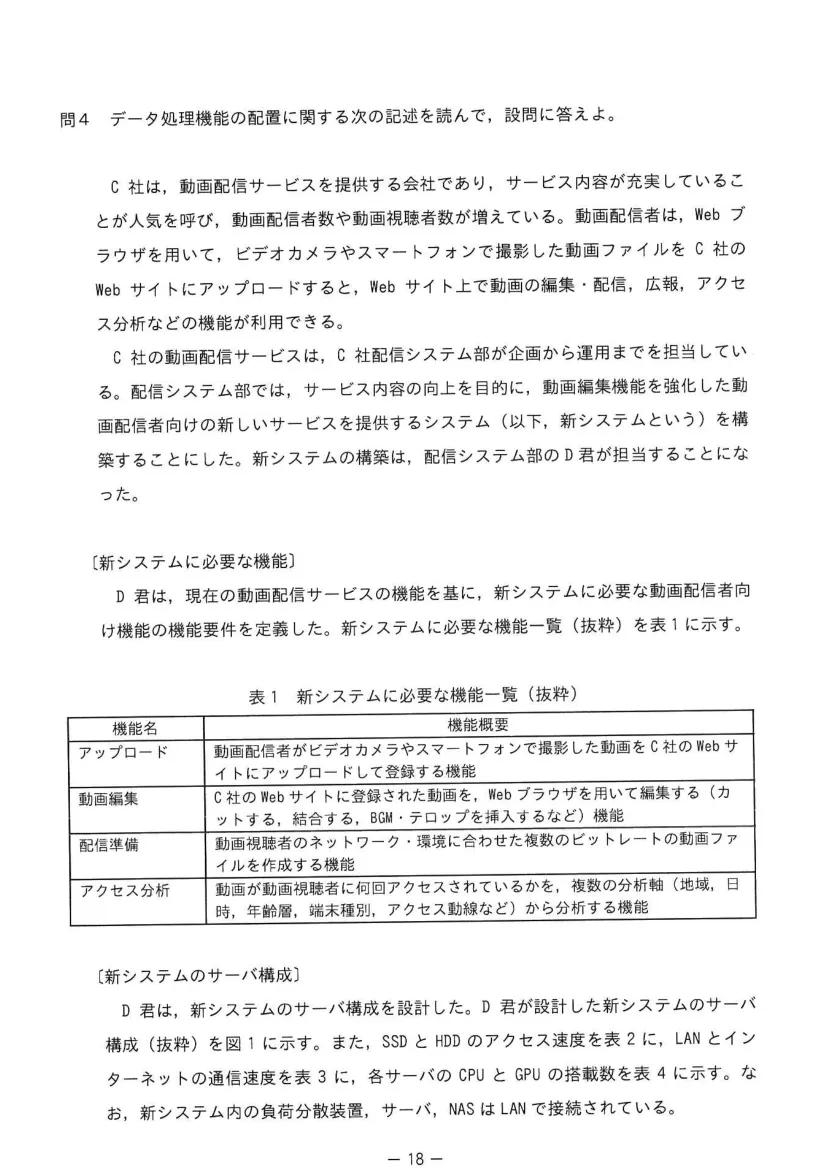 問4 データ処理機能の配置に関する次の記述を読んで，設問に答えよ。
C 社は，動画配信サービスを提供する会社であり，サービス内容が充実しているこ
とが人気を呼び，動画配信者数や動画視聴者数が増えている。動画配信者は，Web ブ
ラウザを用いて，ビデオカメラやスマートフォンで撮影した動画ファイルを C 社の
Web サイトにアップロードすると，Web サイト上で動画の編集・配信，広報，アクセ
ス分析などの機能が利用できる。
C 社の動画配信サービスは，C 社配信システム部が企画から運用までを担当してい
る。配信システム部では，サービス内容の向上を目的に，動画編集機能を強化した動
画配信者向けの新しいサービスを提供するシステム（以下，新システムという）を構
築することにした。新システムの構築は，配信システム部の D 君が担当することにな
った。
〔新システムに必要な機能〕
D 君は，現在の動画配信サービスの機能を基に，新システムに必要な動画配信者向
け機能の機能要件を定義した。新システムに必要な機能一覧（抜粋）を表 1 に示す。
表 1 新システムに必要な機能一覧（抜粋）
機能名 機能概要
アップロード 動画配信者がビデオカメラやスマートフォンで撮影した動画を C 社の Web サ
イトにアップロードして登録する機能
動画編集 C 社の Web サイトに登録された動画を，Web ブラウザを用いて編集する（カ
ットする，結合する，BGM・テロップを挿入するなど）機能
配信準備 動画視聴者のネットワーク・環境に合わせた複数のビットレートの動画ファ
イルを作成する機能
アクセス分析 動画が動画視聴者に何回アクセスされているかを，複数の分析軸（地域，日
時，年齢層，端末種別，アクセス動線など）から分析する機能
〔新システムのサーバ構成〕
D 君は，新システムのサーバ構成を設計した。D 君が設計した新システムのサーバ
構成（抜粋）を図 1 に示す。また，SSD と HDD のアクセス速度を表 2 に，LAN とイン
ターネットの通信速度を表 3 に，各サーバの CPU と GPU の搭載数を表 4 に示す。な
お，新システム内の負荷分散装置，サーバ，NAS は LAN で接続されている。
－ 18 －